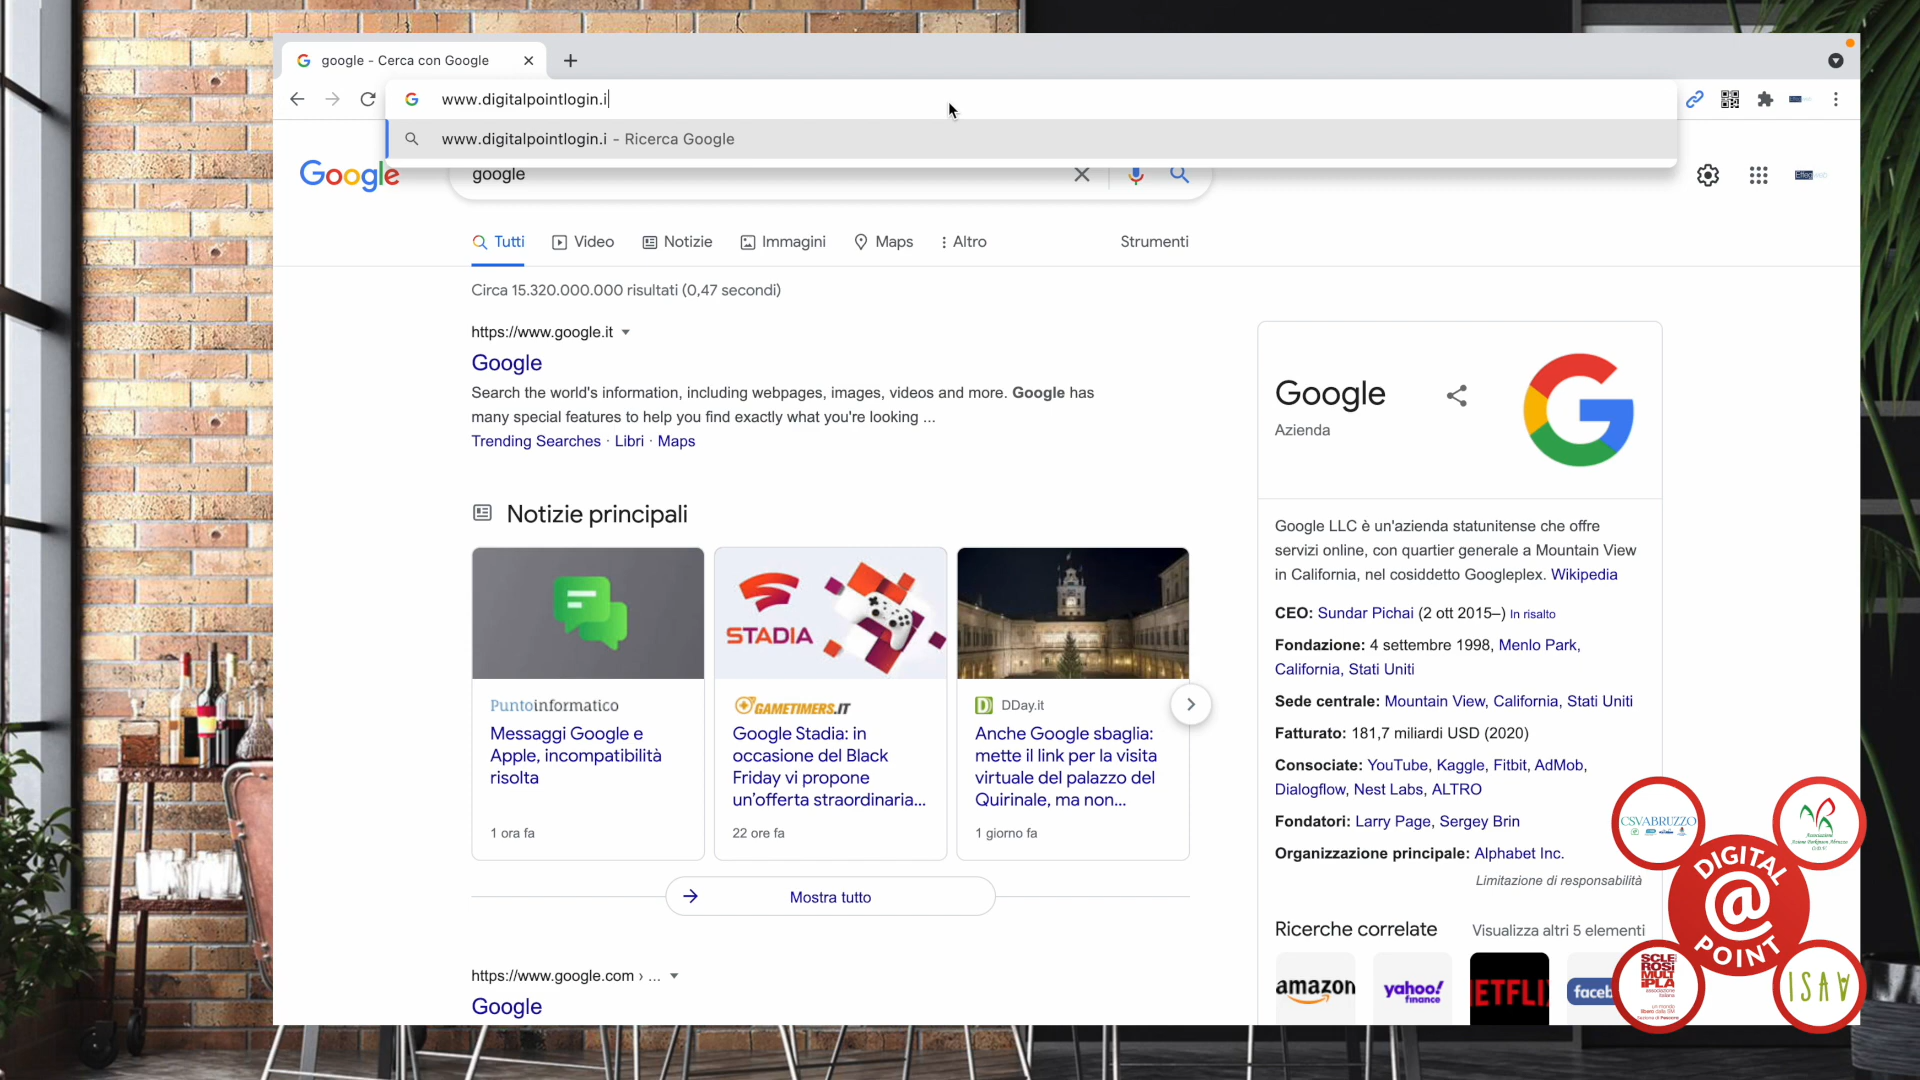 google - Cerca con Google
www.digitalpointlogin.i
www.digitalpointlogin.i - Ricerca Google
Google
google
Tutti
Video
Notizie
Immagini
Maps
Altro
Strumenti
Circa 15.320.000.000 risultati (0,47 secondi)
https://www.google.it
Google
Search the world's information, including webpages, images, videos and more. Google has
many special features to help you find exactly what you're looking ...
Trending Searches · Libri · Maps
Notizie principali
STADIA
Puntoinformatico
Messaggi Google e
Apple, incompatibilità
risolta
1 ora fa
GAMETIMERS.IT
Google Stadia: in
occasione del Black
Friday vi propone
un'offerta straordinaria...
22 ore fa
DDay.it
Anche Google sbaglia:
mette il link per la visita
virtuale del palazzo del
Quirinale, ma non...
1 giorno fa
Mostra tutto
https://www.google.com › ...
Google
Google
Azienda
Google LLC è un'azienda statunitense che offre
servizi online, con quartier generale a Mountain View
in California, nel cosiddetto Googleplex. Wikipedia
CEO: Sundar Pichai (2 ott 2015–) In risalto
Fondazione: 4 settembre 1998, Menlo Park,
California, Stati Uniti
Sede centrale: Mountain View, California, Stati Uniti
Fatturato: 181,7 miliardi USD (2020)
Consociate: YouTube, Kaggle, Fitbit, AdMob,
Dialogflow, Nest Labs, ALTRO
Fondatori: Larry Page, Sergey Brin
Organizzazione principale: Alphabet Inc.
Limitazione di responsabilità
Ricerche correlate
Visualizza altri 5 elementi
amazon
yahoo!
finance
ETFLI
faceb
CSVABRUZZO
DIGITAL
@
POINT
SCLE
ROSI
MULT
IPLA
ISAV